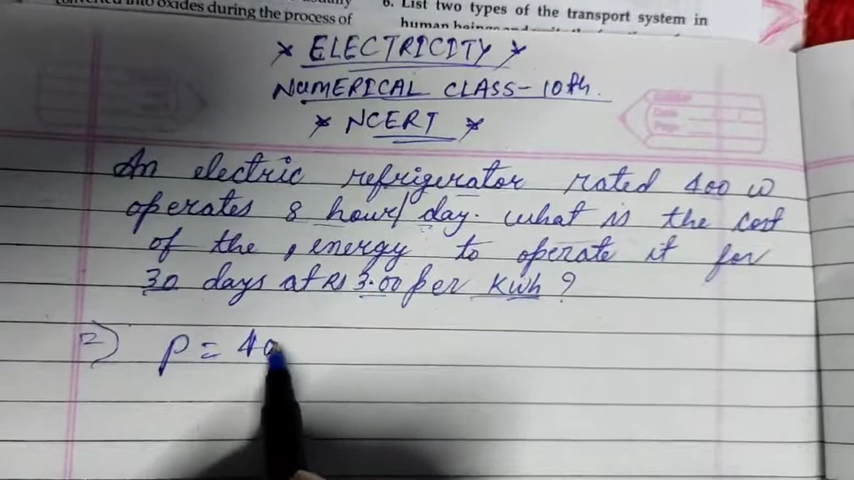 oxides during the process of
6. List two types of the transport system in
human beings
ELECTRICITY
NUMERICAL CLASS-10th.
NCERT
An electric refrigerator rated 400 W
operates 8 hour/day. what is the cost
of the energy to operate it for
30 days at Rs 3.00 per kwh ?
P = 40